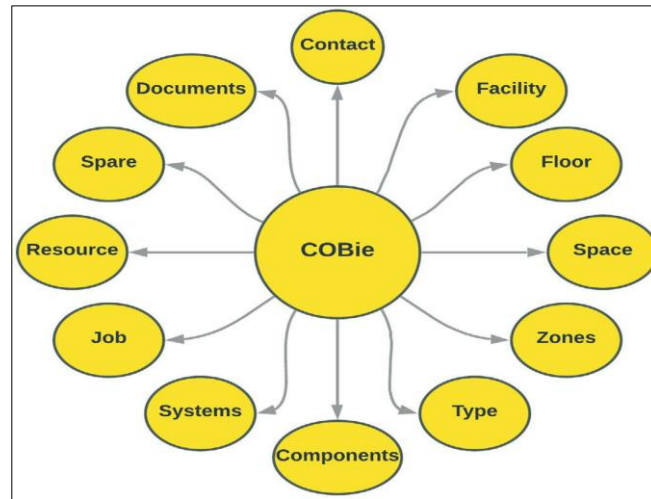 Contact
Documents
Facility
Spare
Floor
COBie
Resource
Space
Job
Zones
Systems
Type
Components